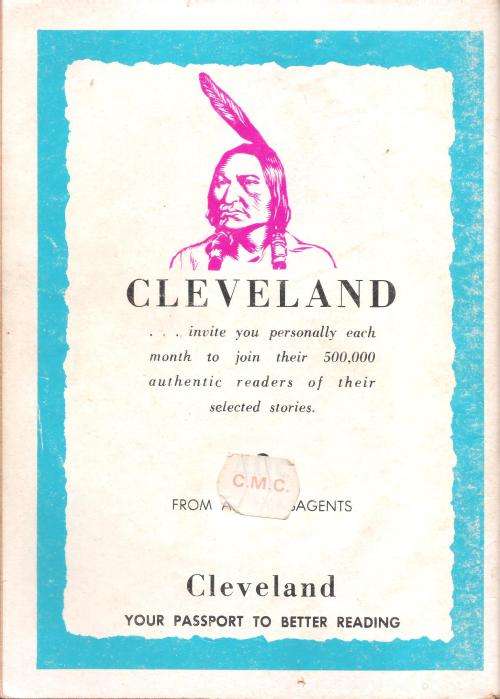 CLEVELAND
. . . invite you personally each
month to join their 500.000
authentic readers of their
selected stories.
C.M.C.
FROM AGENTS
Cleveland
YOUR PASSPORT TO BETTER READING